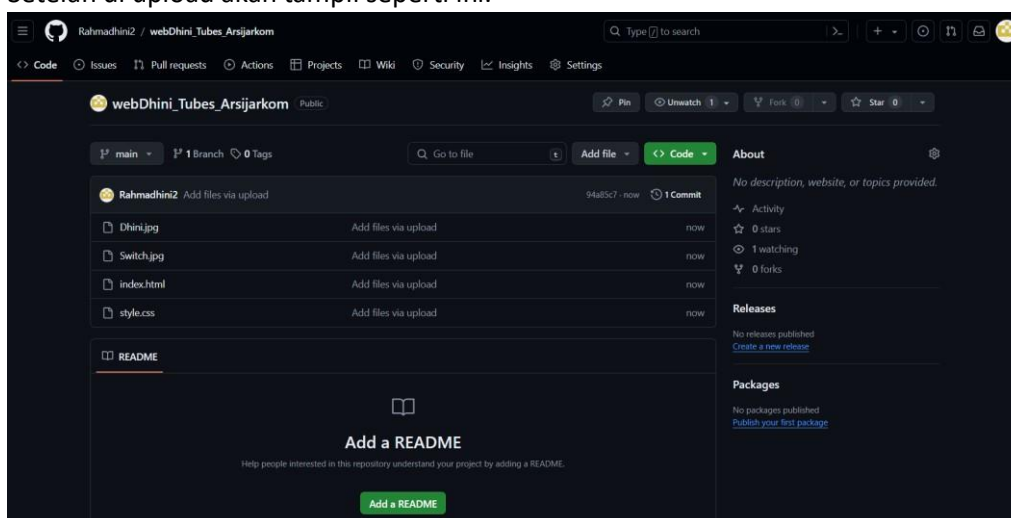 Setelah di upload akan tampil seperti ini:
Rahmadhini2 / webDhini_Tubes_Arsijarkom
Type / to search
Code Issues Pull requests Actions Projects Wiki Security Insights Settings
webDhini_Tubes_Arsijarkom Public
Pin Unwatch 1 Fork 0 Star 0
main 1 Branch 0 Tags Go to file t Add file Code
About
No description, website, or topics provided.
Rahmadhini2 Add files via upload 94a85c7 · now 1 Commit
Activity
Dhini.jpg Add files via upload now
0 stars
Switch.jpg Add files via upload now
1 watching
index.html Add files via upload now
0 forks
style.css Add files via upload now
Releases
No releases published
Create a new release
README
Packages
No packages published
Publish your first package
Add a README
Help people interested in this repository understand your project by adding a README.
Add a README